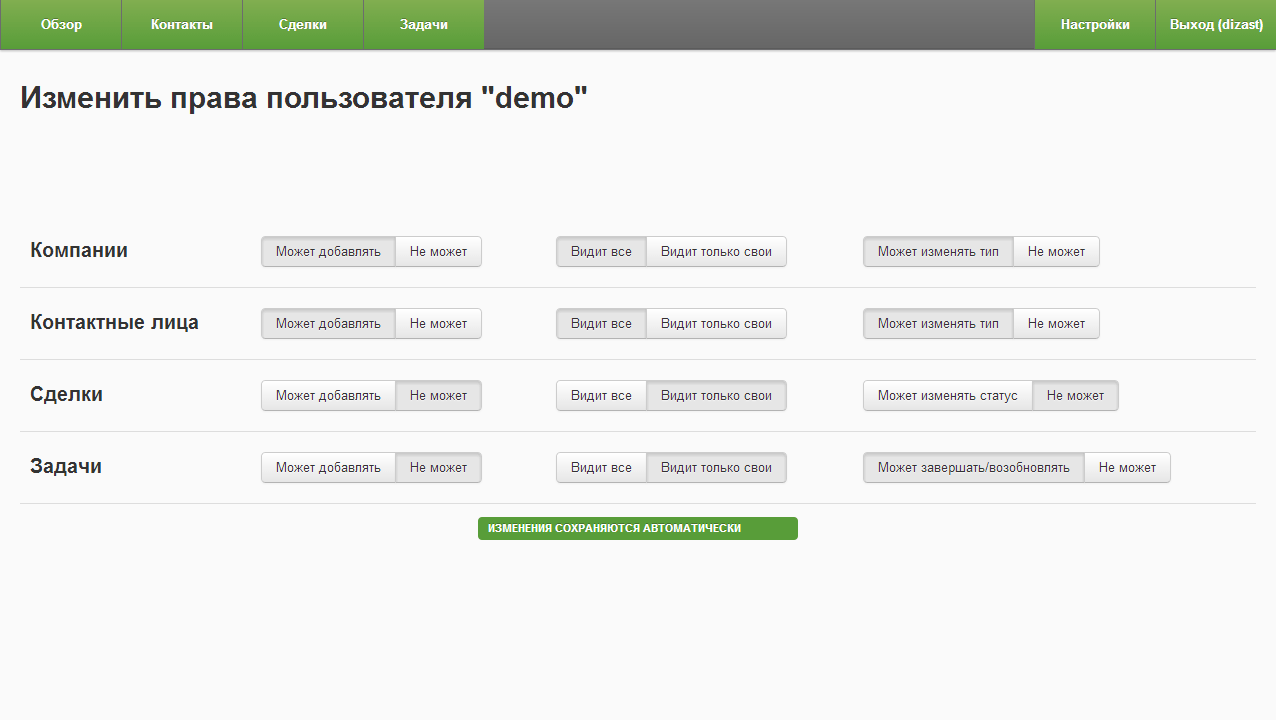 Обзор Контакты Сделки Задачи Настройки Выход (dizast)
Изменить права пользователя "demo"
Компании Может добавлять Не может Видит все Видит только свои Может изменять тип Не может
Контактные лица Может добавлять Не может Видит все Видит только свои Может изменять тип Не может
Сделки Может добавлять Не может Видит все Видит только свои Может изменять статус Не может
Задачи Может добавлять Не может Видит все Видит только свои Может завершать/возобновлять Не может
ИЗМЕНЕНИЯ СОХРАНЯЮТСЯ АВТОМАТИЧЕСКИ